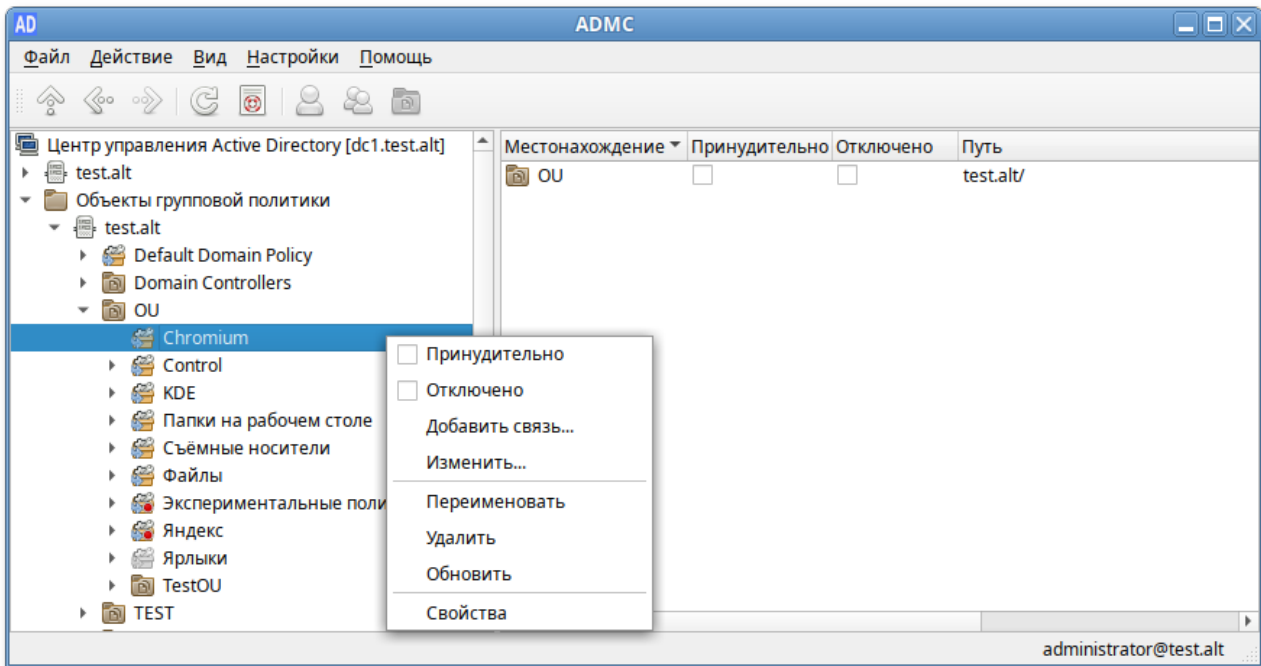 AD ADMC
Файл Действие Вид Настройки Помощь
Центр управления Active Directory [dc1.test.alt]
test.alt
Объекты групповой политики
test.alt
Default Domain Policy
Domain Controllers
OU
Chromium
Control
KDE
Папки на рабочем столе
Съёмные носители
Файлы
Экспериментальные поли
Яндекс
Ярлыки
TestOU
TEST
Местонахождение Принудительно Отключено Путь
OU test.alt/
Принудительно
Отключено
Добавить связь...
Изменить...
Переименовать
Удалить
Обновить
Свойства
administrator@test.alt